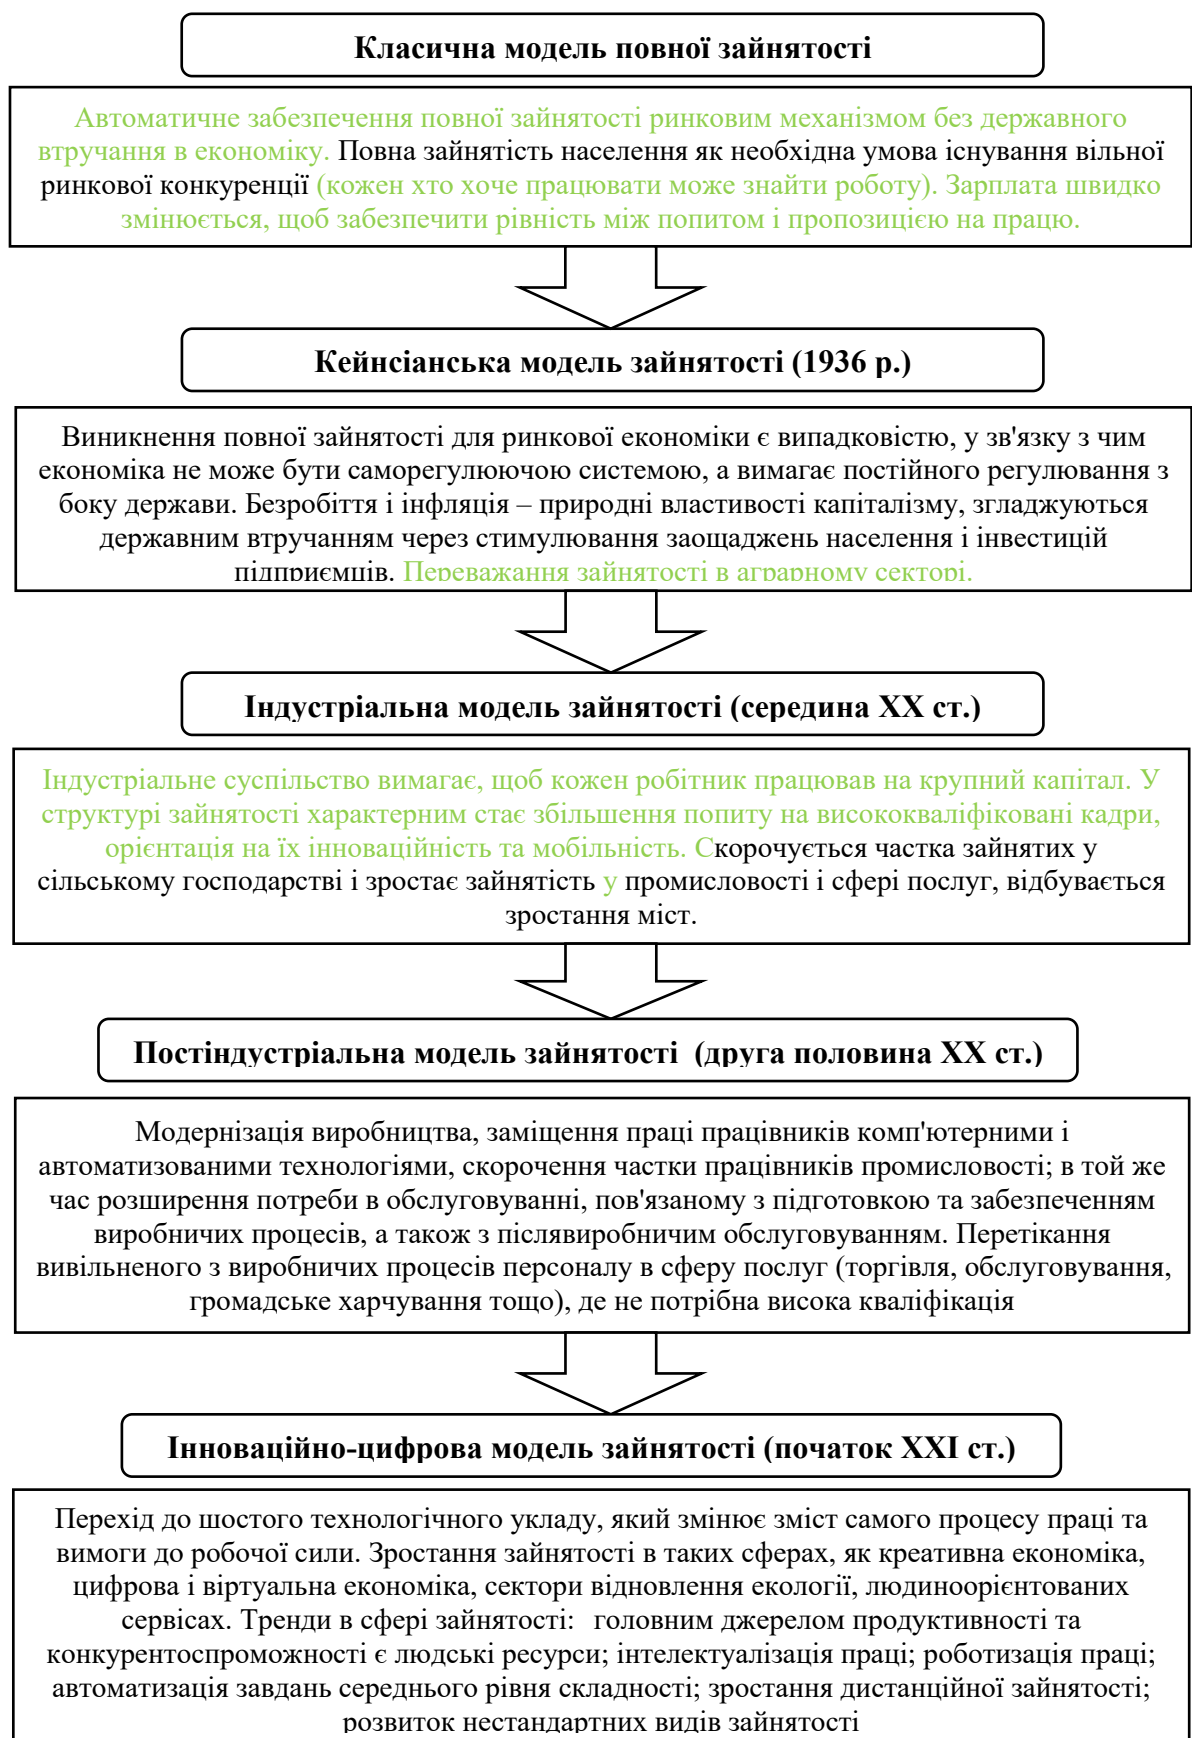 Класична модель повної зайнятості
Автоматичне забезпечення повної зайнятості ринковим механізмом без державного
втручання в економіку. Повна зайнятість населення як необхідна умова існування вільної
ринкової конкуренції (кожен хто хоче працювати може знайти роботу). Зарплата швидко
змінюється, щоб забезпечити рівність між попитом і пропозицією на працю.
Кейнсіанська модель зайнятості (1936 р.)
Виникнення повної зайнятості для ринкової економіки є випадковістю, у зв'язку з чим
економіка не може бути саморегулюючою системою, а вимагає постійного регулювання з
боку держави. Безробіття і інфляція – природні властивості капіталізму, згладжуються
державним втручанням через стимулювання заощаджень населення і інвестицій
підприємців. Переважання зайнятості в аграрному секторі.
Індустріальна модель зайнятості (середина ХХ ст.)
Індустріальне суспільство вимагає, щоб кожен робітник працював на крупний капітал. У
структурі зайнятості характерним стає збільшення попиту на висококваліфіковані кадри,
орієнтація на їх інноваційність та мобільність. Скорочується частка зайнятих у
сільському господарстві і зростає зайнятість у промисловості і сфері послуг, відбувається
зростання міст.
Постіндустріальна модель зайнятості (друга половина ХХ ст.)
Модернізація виробництва, заміщення праці працівників комп'ютерними і
автоматизованими технологіями, скорочення частки працівників промисловості; в той же
час розширення потреби в обслуговуванні, пов'язаному з підготовкою та забезпеченням
виробничих процесів, а також з післявиробничим обслуговуванням. Перетікання
вивільненого з виробничих процесів персоналу в сферу послуг (торгівля, обслуговування,
громадське харчування тощо), де не потрібна висока кваліфікація
Інноваційно-цифрова модель зайнятості (початок ХХІ ст.)
Перехід до шостого технологічного укладу, який змінює зміст самого процесу праці та
вимоги до робочої сили. Зростання зайнятості в таких сферах, як креативна економіка,
цифрова і віртуальна економіка, сектори відновлення екології, людиноорієнтованих
сервісах. Тренди в сфері зайнятості: головним джерелом продуктивності та
конкурентоспроможності є людські ресурси; інтелектуалізація праці; роботизація праці;
автоматизація завдань середнього рівня складності; зростання дистанційної зайнятості;
розвиток нестандартних видів зайнятості